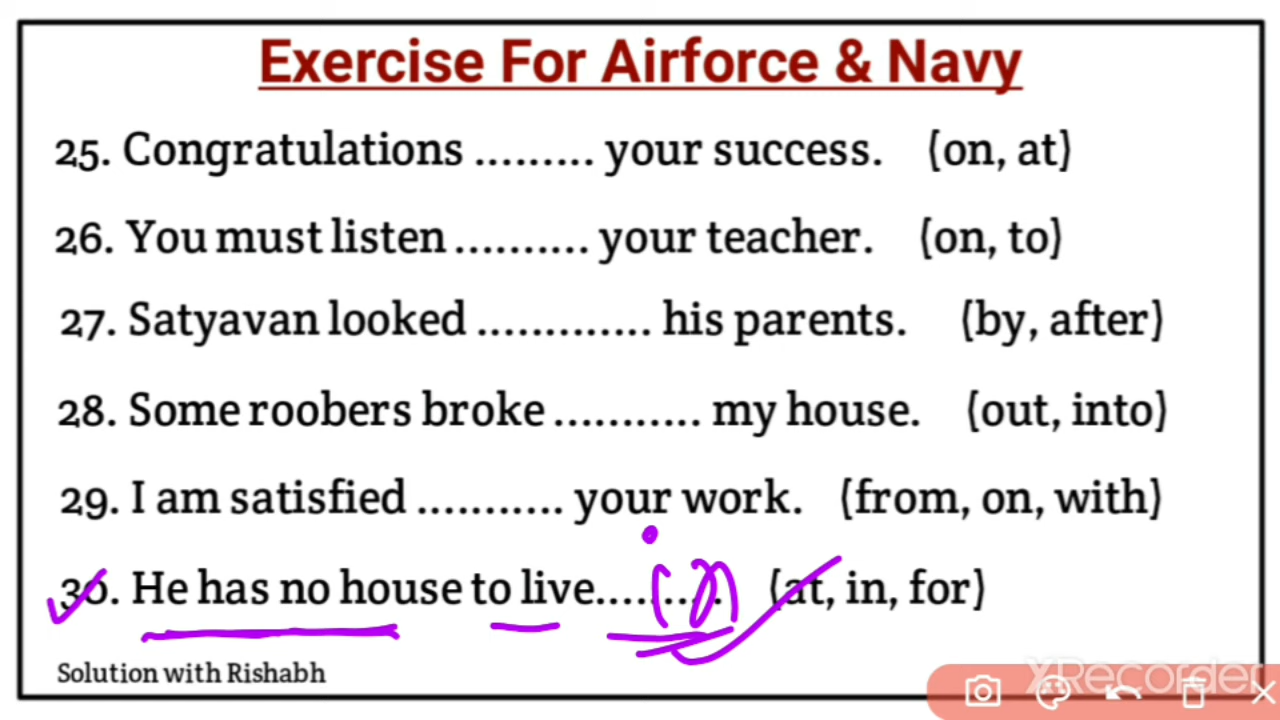 Exercise For Airforce & Navy
25. Congratulations ......... your success. (on, at)
26. You must listen .......... your teacher. (on, to)
27. Satyavan looked ............. his parents. (by, after)
28. Some roobers broke ........... my house. (out, into)
29. I am satisfied ........... your work. (from, on, with)
30. He has no house to live.......... (at, in, for)
Solution with Rishabh
XRecorder